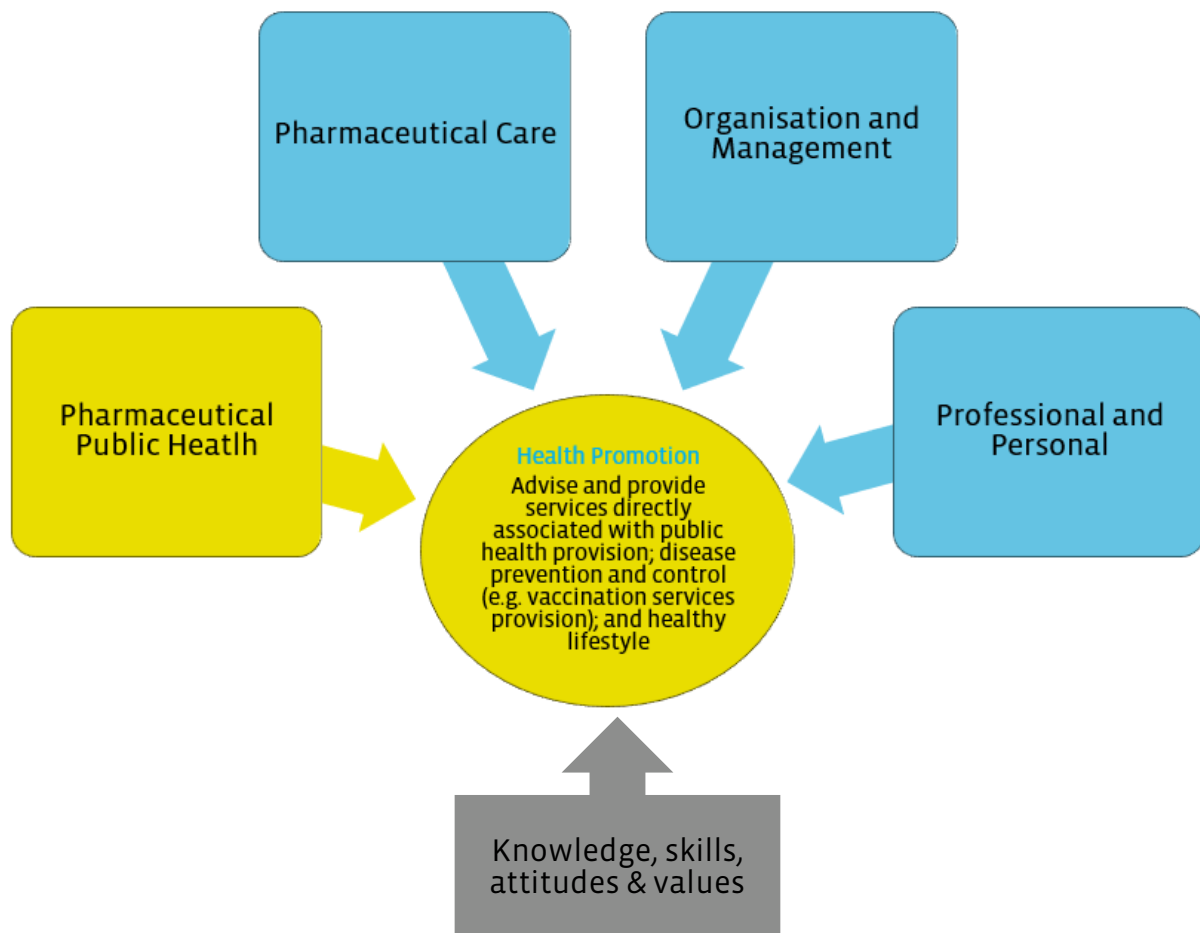 Pharmaceutical Care
Organisation and
Management
Pharmaceutical
Public Heatlh
Professional and
Personal
Health Promotion
Advise and provide
services directly
associated with public
health provision; disease
prevention and control
(e.g. vaccination services
provision); and healthy
lifestyle
Knowledge, skills,
attitudes & values